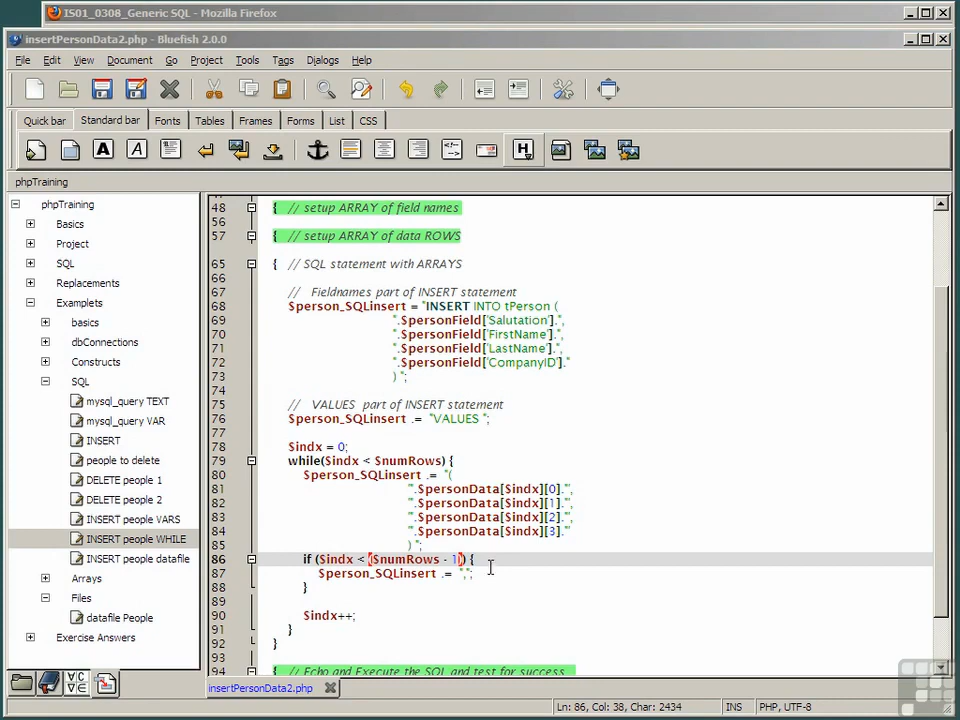 IS01_0308_Generic SQL - Mozilla Firefox
insertPersonData2.php - Bluefish 2.0.0
File Edit View Document Go Project Tools Tags Dialogs Help
Quick bar Standard bar Fonts Tables Frames Forms List CSS
phpTraining
phpTraining
Basics
Project
SQL
Replacements
Examplets
basics
dbConnections
Constructs
SQL
mysql_query TEXT
mysql_query VAR
INSERT
people to delete
DELETE people 1
DELETE people 2
INSERT people VARS
INSERT people WHILE
INSERT people datafile
Arrays
Files
datafile People
Exercise Answers
48 { // setup ARRAY of field names
56
57 { // setup ARRAY of data ROWS
65 { // SQL statement with ARRAYS
66
67 // Fieldnames part of INSERT statement
68 $person_SQLinsert = "INSERT INTO tPerson (
69 ".$personField['Salutation'].",
70 ".$personField['FirstName'].",
71 ".$personField['LastName'].",
72 ".$personField['CompanyID']."
73 ) ";
74
75 // VALUES part of INSERT statement
76 $person_SQLinsert .= "VALUES ";
77
78 $indx = 0;
79 while($indx < $numRows) {
80 $person_SQLinsert .= "(
81 '".$personData[$indx][0]."',
82 '".$personData[$indx][1]."',
83 '".$personData[$indx][2]."',
84 '".$personData[$indx][3]."'
85 ) ";
86 if ($indx < ($numRows - 1)) {
87 $person_SQLinsert .= ",";
88 }
89
90 $indx++;
91 }
92 }
93
94 { // Echo and Execute the SQL and test for success
insertPersonData2.php
Ln: 86, Col: 38, Char: 2434 INS PHP, UTF-8